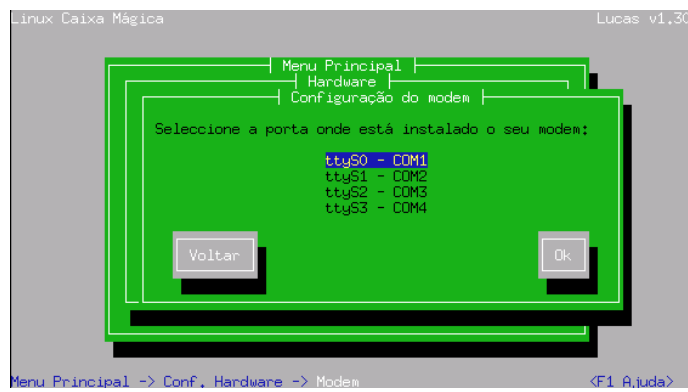 Linux Caixa Mágica Lucas v1.30
Menu Principal
Hardware
Configuração do modem
Seleccione a porta onde está instalado o seu modem:
ttyS0 - COM1
ttyS1 - COM2
ttyS2 - COM3
ttyS3 - COM4
Voltar Ok
Menu Principal -> Conf. Hardware -> Modem <F1 Ajuda>